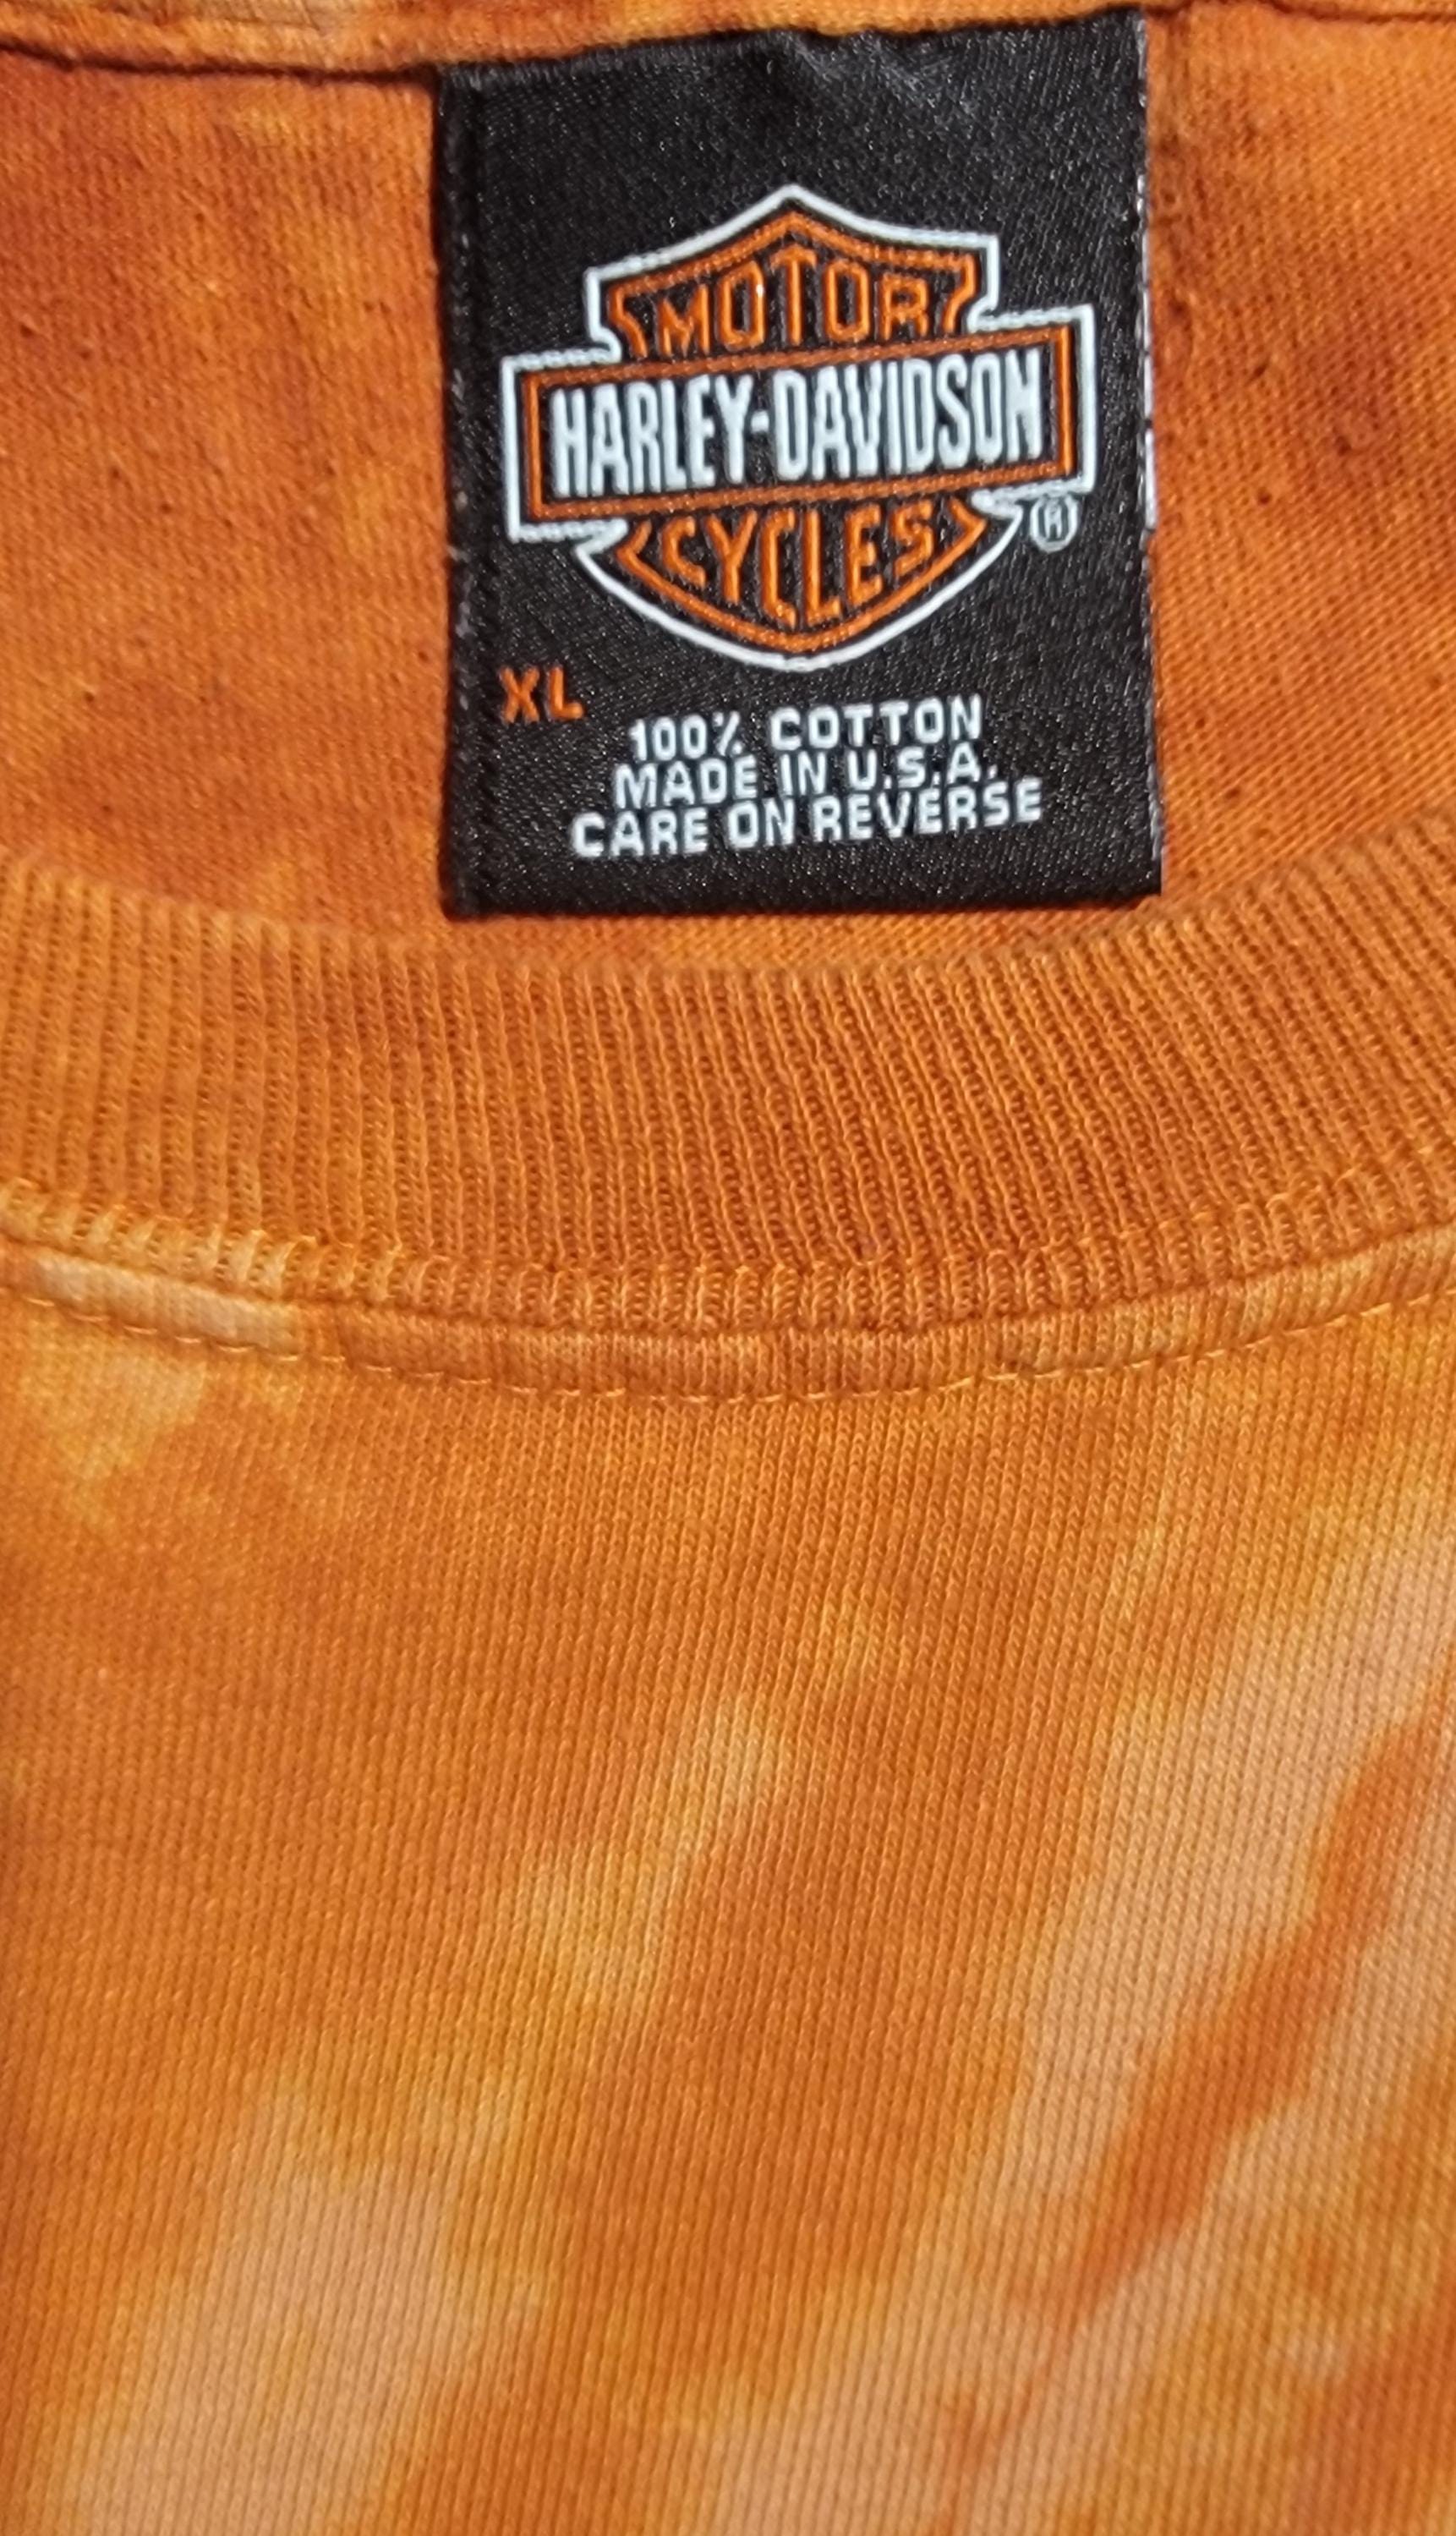 MOTOR
HARLEY-DAVIDSON
CYCLES
®
XL
100% COTTON
MADE IN U.S.A.
CARE ON REVERSE